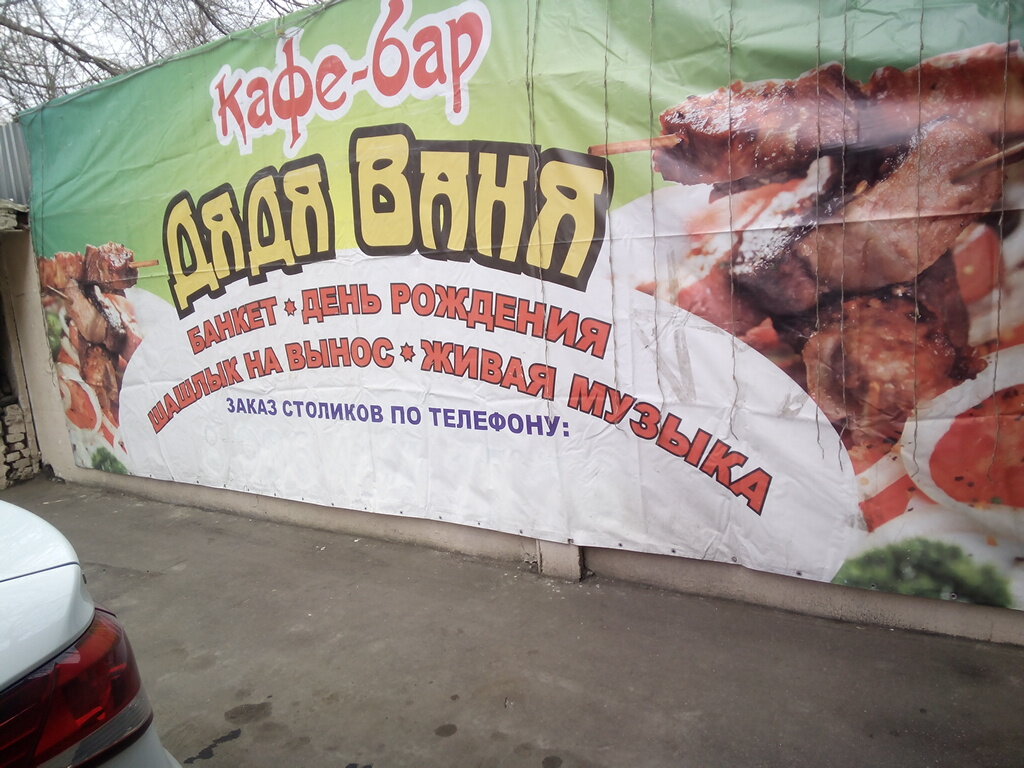 кафе-бар
Дядя Ваня
БАНКЕТ * ДЕНЬ РОЖДЕНИЯ
ШАШЛЫК НА ВЫНОС * ЖИВАЯ МУЗЫКА
ЗАКАЗ СТОЛИКОВ ПО ТЕЛЕФОНУ: